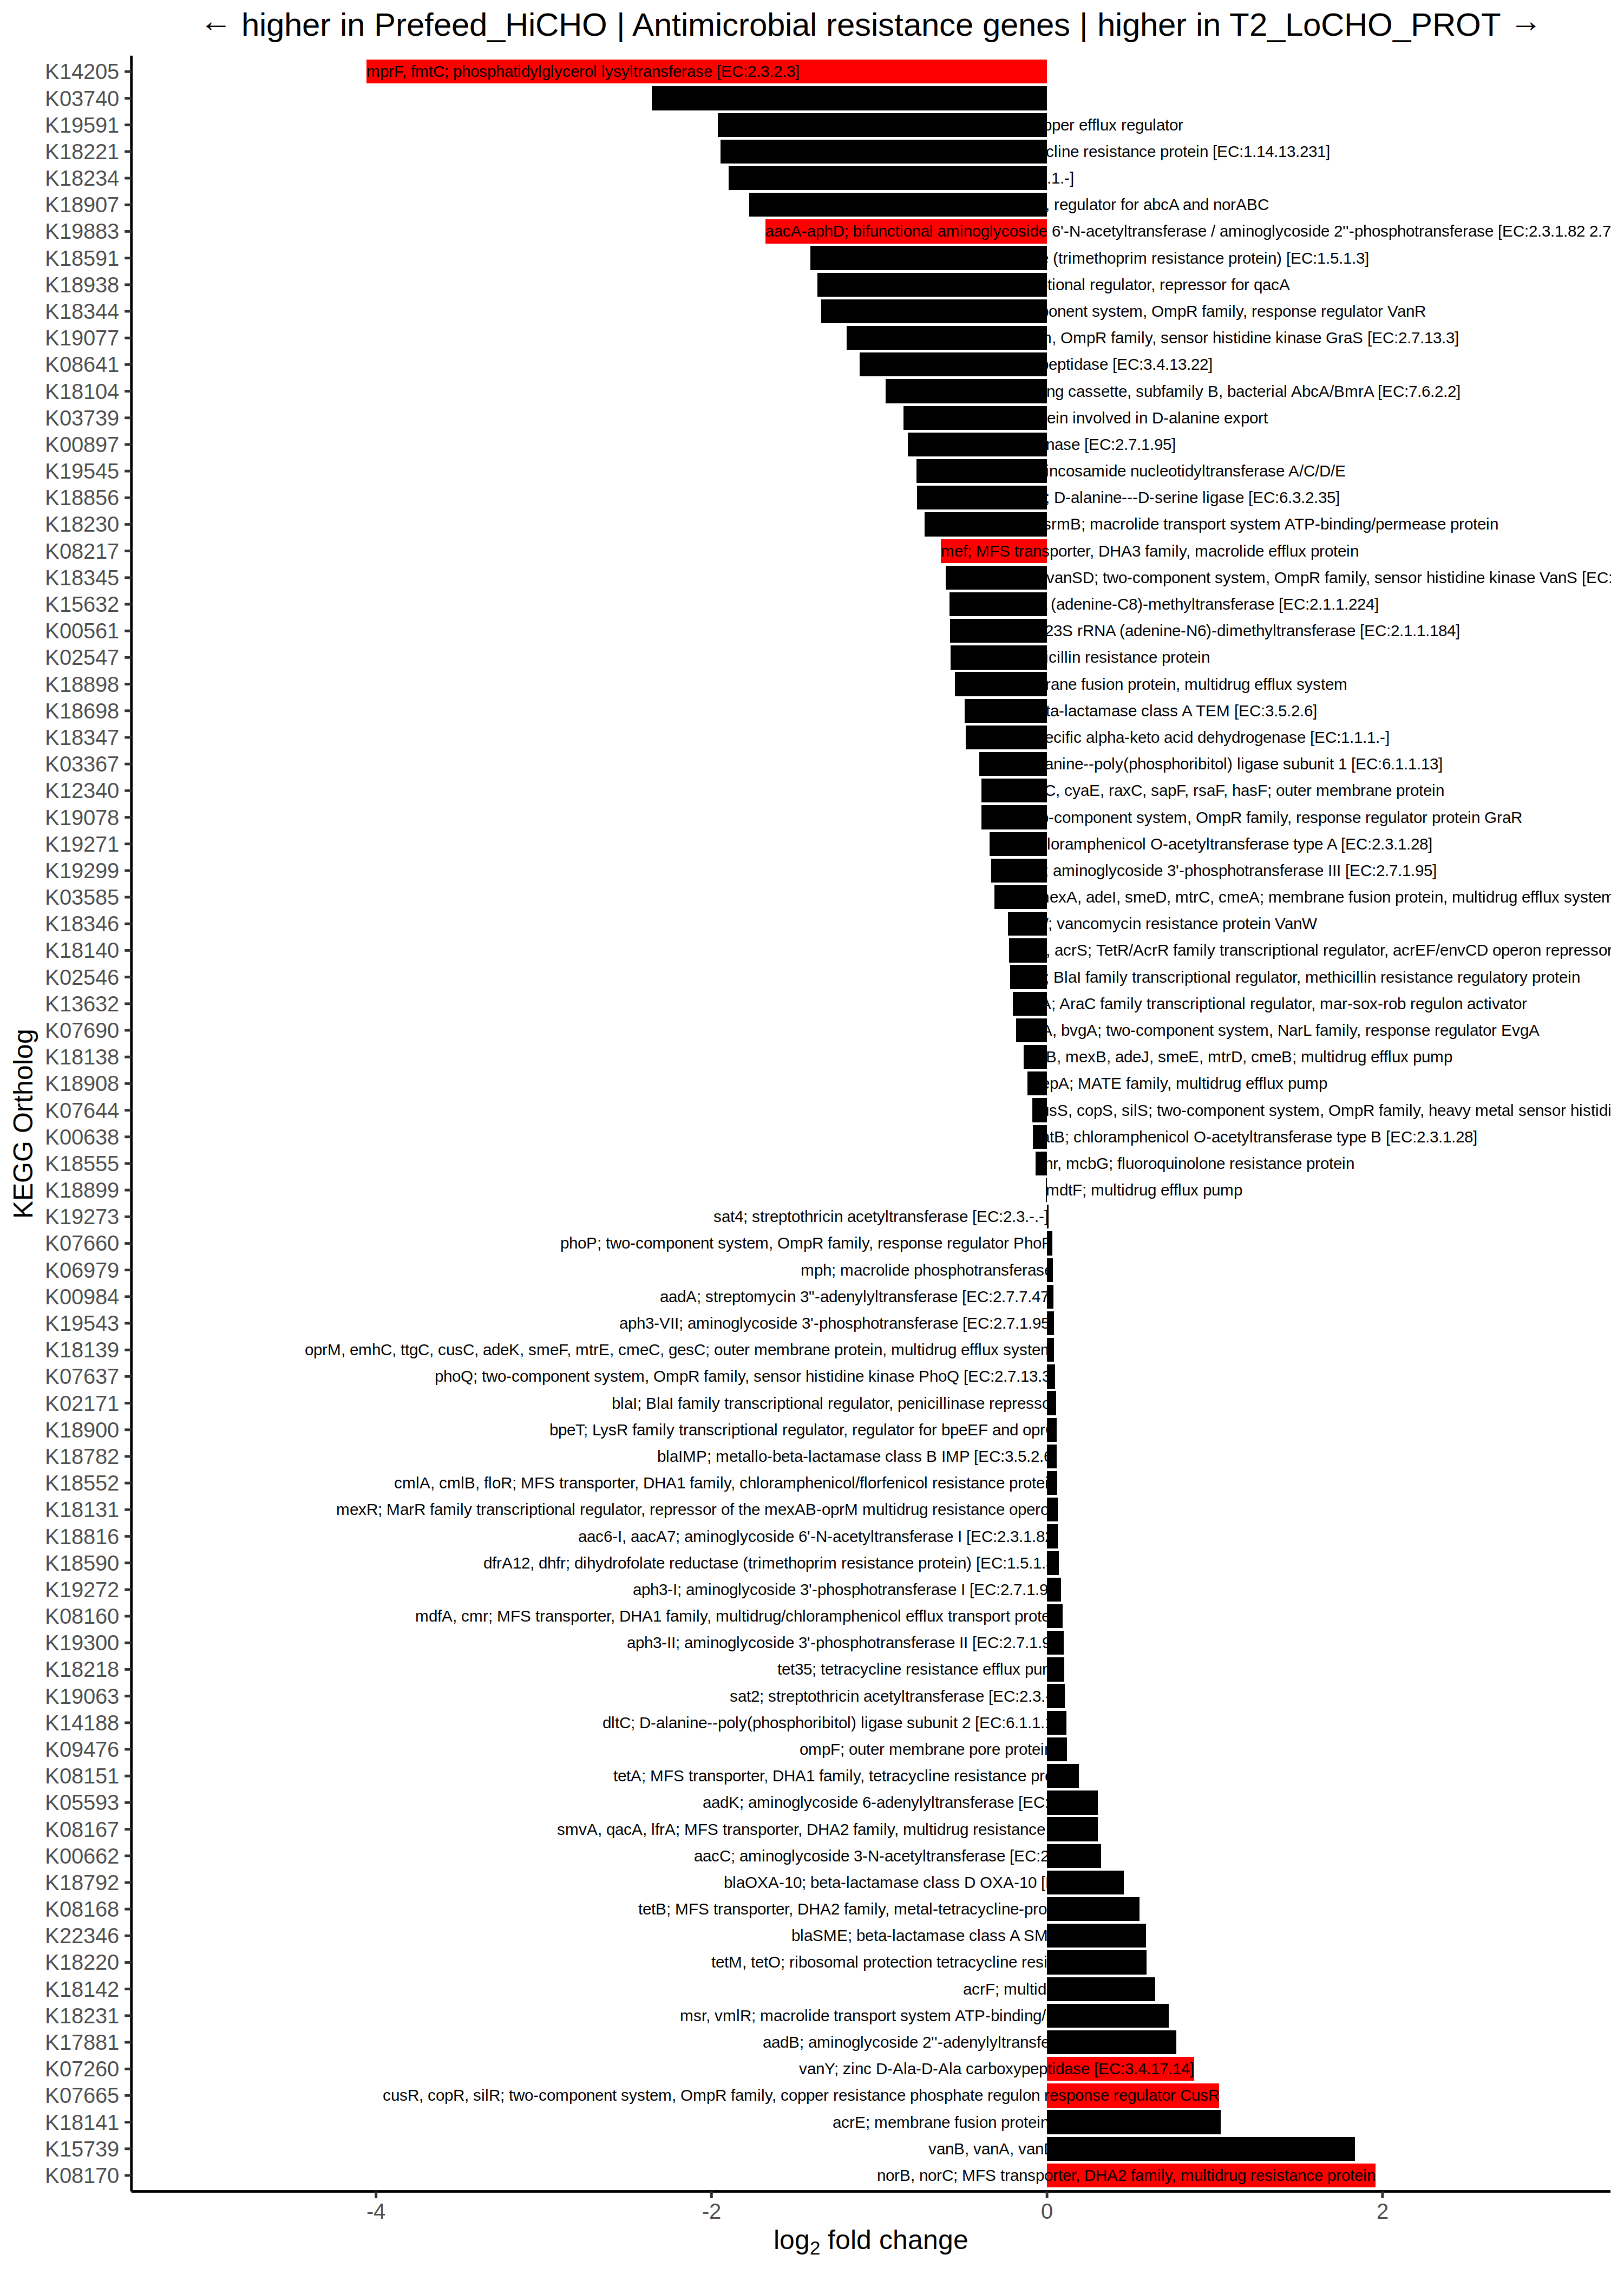 ← higher in Prefeed_HiCHO | Antimicrobial resistance genes | higher in T2_LoCHO_PROT →
K14205 mprF, fmtC; phosphatidylglycerol lysyltransferase [EC:2.3.2.3]
K03740
K19591 efflux regulator
K18221 resistance protein [EC:1.14.13.231]
K18234 .1.-]
K18907 regulator for abcA and norABC
K19883 aacA-aphD; bifunctional aminoglycoside 6'-N-acetyltransferase / aminoglycoside 2''-phosphotransferase [EC:2.3.1.82 2.7
K18591 (trimethoprim resistance protein) [EC:1.5.1.3]
K18938 regulator, repressor for qacA
K18344 system, OmpR family, response regulator VanR
K19077 , OmpR family, sensor histidine kinase GraS [EC:2.7.13.3]
K08641 peptidase [EC:3.4.13.22]
K18104 cassette, subfamily B, bacterial AbcA/BmrA [EC:7.6.2.2]
K03739 involved in D-alanine export
K00897 [EC:2.7.1.95]
K19545 nucleotidyltransferase A/C/D/E
K18856 ; D-alanine---D-serine ligase [EC:6.3.2.35]
K18230 srmB; macrolide transport system ATP-binding/permease protein
K08217 mef; MFS transporter, DHA3 family, macrolide efflux protein
K18345 vanSD; two-component system, OmpR family, sensor histidine kinase VanS [EC:
K15632 (adenine-C8)-methyltransferase [EC:2.1.1.224]
K00561 23S rRNA (adenine-N6)-dimethyltransferase [EC:2.1.1.184]
K02547 resistance protein
K18898 fusion protein, multidrug efflux system
K18698 class A TEM [EC:3.5.2.6]
K18347 alpha-keto acid dehydrogenase [EC:1.1.1.-]
K03367 ligase subunit 1 [EC:6.1.1.13]
K12340 C, cyaE, raxC, sapF, rsaF, hasF; outer membrane protein
K19078 -component system, OmpR family, response regulator protein GraR
K19271 O-acetyltransferase type A [EC:2.3.1.28]
K19299 ; aminoglycoside 3'-phosphotransferase III [EC:2.7.1.95]
K03585 mexA, adeI, smeD, mtrC, cmeA; membrane fusion protein, multidrug efflux system
K18346 ; vancomycin resistance protein VanW
K18140 , acrS; TetR/AcrR family transcriptional regulator, acrEF/envCD operon repressor
K02546 ; BlaI family transcriptional regulator, methicillin resistance regulatory protein
K13632 A; AraC family transcriptional regulator, mar-sox-rob regulon activator
K07690 A, bvgA; two-component system, NarL family, response regulator EvgA
K18138 B, mexB, adeJ, smeE, mtrD, cmeB; multidrug efflux pump
K18908 epA; MATE family, multidrug efflux pump
K07644 usS, copS, silS; two-component system, OmpR family, heavy metal sensor histidi
K00638 atB; chloramphenicol O-acetyltransferase type B [EC:2.3.1.28]
K18555 nr, mcbG; fluoroquinolone resistance protein
K18899 mdtF; multidrug efflux pump
K19273 sat4; streptothricin acetyltransferase [EC:2.3.-.-]
K07660 phoP; two-component system, OmpR family, response regulator PhoP
K06979 mph; macrolide phosphotransferase
K00984 aadA; streptomycin 3''-adenylyltransferase [EC:2.7.7.47
K19543 aph3-VII; aminoglycoside 3'-phosphotransferase [EC:2.7.1.95
K18139 oprM, emhC, ttgC, cusC, adeK, smeF, mtrE, cmeC, gesC; outer membrane protein, multidrug efflux system
K07637 phoQ; two-component system, OmpR family, sensor histidine kinase PhoQ [EC:2.7.13.3
K02171 blaI; BlaI family transcriptional regulator, penicillinase represso
K18900 bpeT; LysR family transcriptional regulator, regulator for bpeEF and opr
K18782 blaIMP; metallo-beta-lactamase class B IMP [EC:3.5.2.6
K18552 cmlA, cmlB, floR; MFS transporter, DHA1 family, chloramphenicol/florfenicol resistance protei
K18131 mexR; MarR family transcriptional regulator, repressor of the mexAB-oprM multidrug resistance opero
K18816 aac6-I, aacA7; aminoglycoside 6'-N-acetyltransferase I [EC:2.3.1.82
K18590 dfrA12, dhfr; dihydrofolate reductase (trimethoprim resistance protein) [EC:1.5.1.
K19272 aph3-I; aminoglycoside 3'-phosphotransferase I [EC:2.7.1.9
K08160 mdfA, cmr; MFS transporter, DHA1 family, multidrug/chloramphenicol efflux transport prote
K19300 aph3-II; aminoglycoside 3'-phosphotransferase II [EC:2.7.1.9
K18218 tet35; tetracycline resistance efflux pum
K19063 sat2; streptothricin acetyltransferase [EC:2.3.
K14188 dltC; D-alanine--poly(phosphoribitol) ligase subunit 2 [EC:6.1.1.
K09476 ompF; outer membrane pore protein
K08151 tetA; MFS transporter, DHA1 family, tetracycline resistance pro
K05593 aadK; aminoglycoside 6-adenylyltransferase [EC:
K08167 smvA, qacA, lfrA; MFS transporter, DHA2 family, multidrug resistance
K00662 aacC; aminoglycoside 3-N-acetyltransferase [EC:2
K18792 blaOXA-10; beta-lactamase class D OXA-10 [
K08168 tetB; MFS transporter, DHA2 family, metal-tetracycline-pro
K22346 blaSME; beta-lactamase class A SM
K18220 tetM, tetO; ribosomal protection tetracycline resi
K18142 acrF; multid
K18231 msr, vmlR; macrolide transport system ATP-binding/
K17881 aadB; aminoglycoside 2''-adenylyltransfe
K07260 vanY; zinc D-Ala-D-Ala carboxypeptidase [EC:3.4.17.14]
K07665 cusR, copR, silR; two-component system, OmpR family, copper resistance phosphate regulon response regulator CusR
K18141 acrE; membrane fusion protein
K15739 vanB, vanA, van
K08170 norB, norC; MFS transporter, DHA2 family, multidrug resistance protein
KEGG Ortholog
-4 -2 0 2
log2 fold change